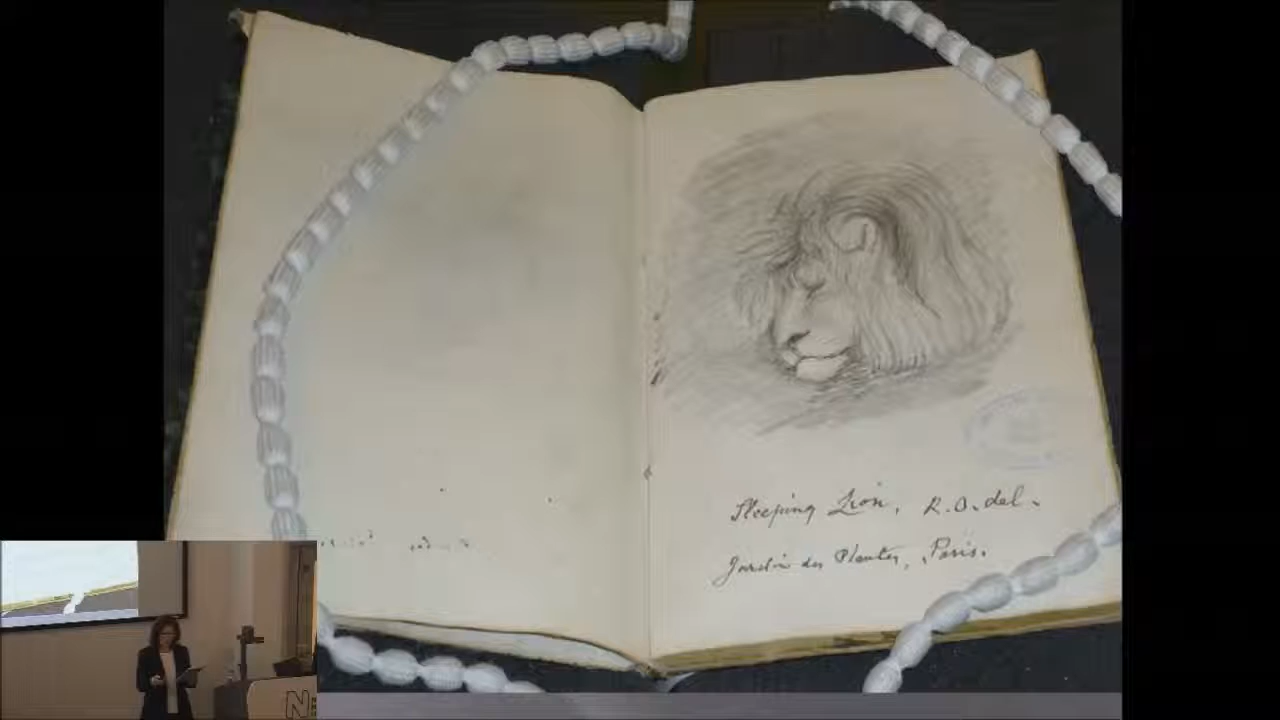 Sleeping Lion, R.O. del.
Jardin des Plantes, Paris.